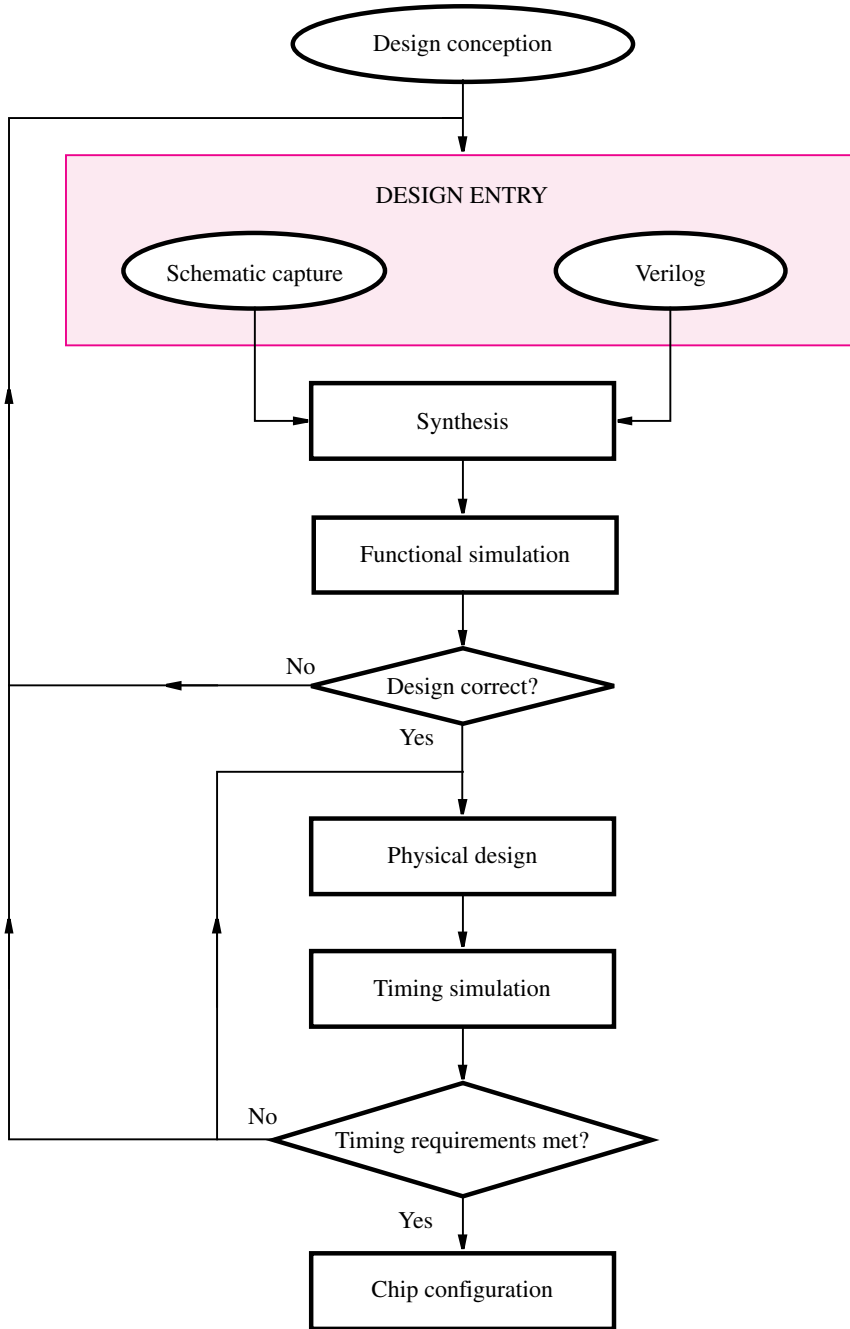 Design conception
DESIGN ENTRY
Schematic capture
Verilog
Synthesis
Functional simulation
No
Design correct?
Yes
Physical design
Timing simulation
No
Timing requirements met?
Yes
Chip configuration